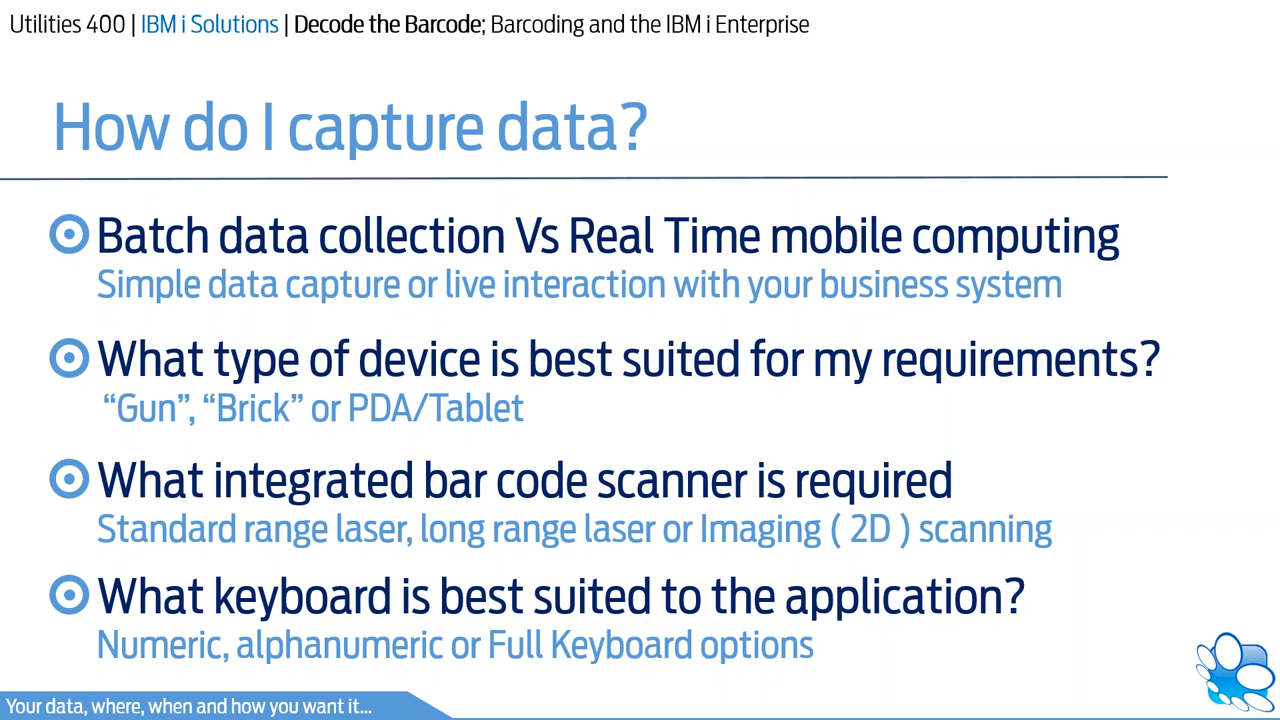 Utilities 400 | IBM i Solutions | Decode the Barcode; Barcoding and the IBM i Enterprise
How do I capture data?
Batch data collection Vs Real Time mobile computing
Simple data capture or live interaction with your business system
What type of device is best suited for my requirements?
“Gun”, “Brick” or PDA/Tablet
What integrated bar code scanner is required
Standard range laser, long range laser or Imaging ( 2D ) scanning
What keyboard is best suited to the application?
Numeric, alphanumeric or Full Keyboard options
Your data, where, when and how you want it...